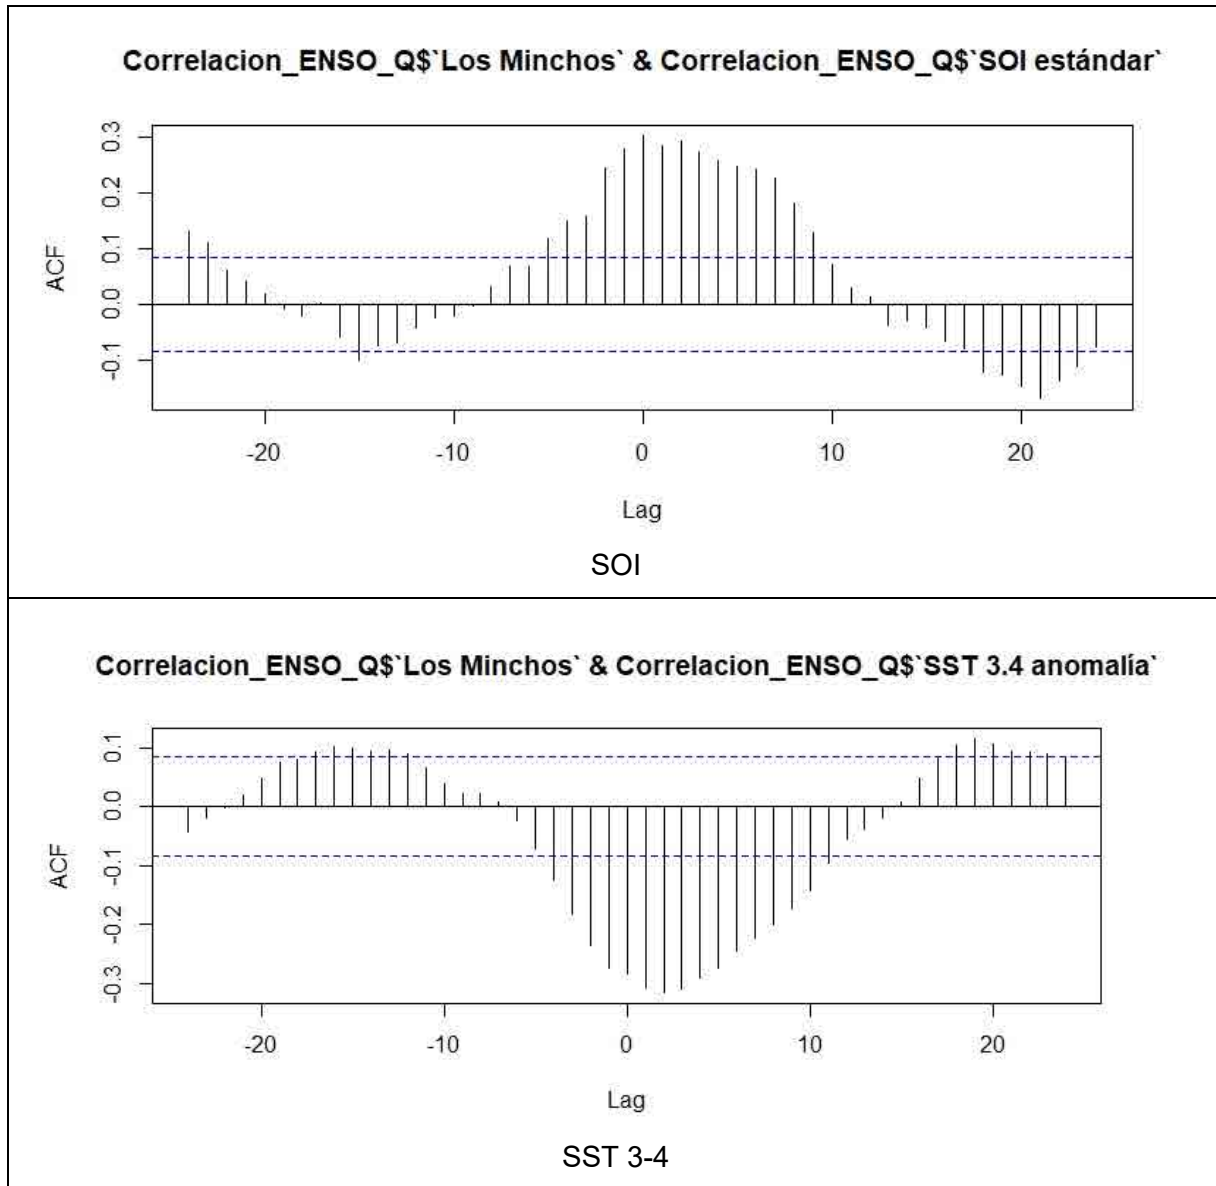 Correlacion_ENSO_Q$`Los Minchos` & Correlacion_ENSO_Q$`SOI estándar`
0.3
0.2
0.1
0.0
-0.1
ACF
-20 -10 0 10 20
Lag
SOI
Correlacion_ENSO_Q$`Los Minchos` & Correlacion_ENSO_Q$`SST 3.4 anomalía`
0.1
0.0
-0.1
-0.2
-0.3
ACF
-20 -10 0 10 20
Lag
SST 3-4